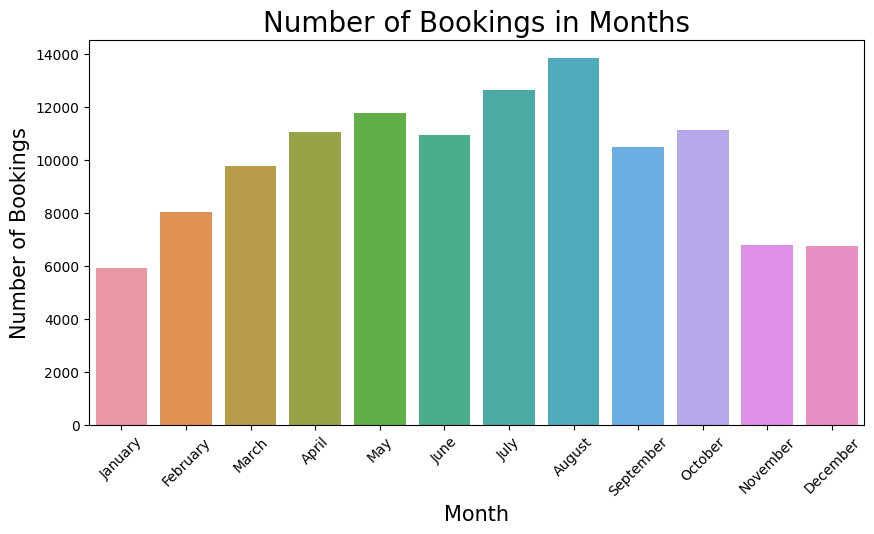 Number of Bookings in Months
Number of Bookings
14000
12000
10000
8000
6000
4000
2000
0
January
February
March
April
May
June
July
August
September
October
November
December
Month